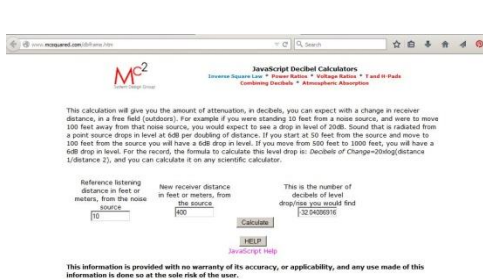 www.mcsquared.com/dbframe.htm
Search
MC2
System Design Group
JavaScript Decibel Calculators
Inverse Square Law * Power Ratios * Voltage Ratios * T and H-Pads
Combining Decibels * Atmospheric Absorption
This calculation will give you the amount of attenuation, in decibels, you can expect with a change in receiver
distance, in a free field (outdoors). For example if you were standing 10 feet from a noise source, and were to move
100 feet away from that noise source, you would expect to see a drop in level of 20dB. Sound that is radiated from
a point source drops in level at 6dB per doubling of distance. If you start at 50 feet from the source and move to
100 feet from the source you will have a 6dB drop in level. If you move from 500 feet to 1000 feet, you will have a
6dB drop in level. For the record, the formula to calculate this level drop is: Decibels of Change=20xlog(distance
1/distance 2), and you can calculate it on any scientific calculator.
Reference listening
distance in feet or
meters, from the noise
source
10
New receiver distance
in feet or meters, from
the source
400
This is the number of
decibels of level
drop/rise you would find
-32.04086916
Calculate
HELP
JavaScript Help
This information is provided with no warranty of its accuracy, or applicability, and any use made of this
information is done so at the sole risk of the user.